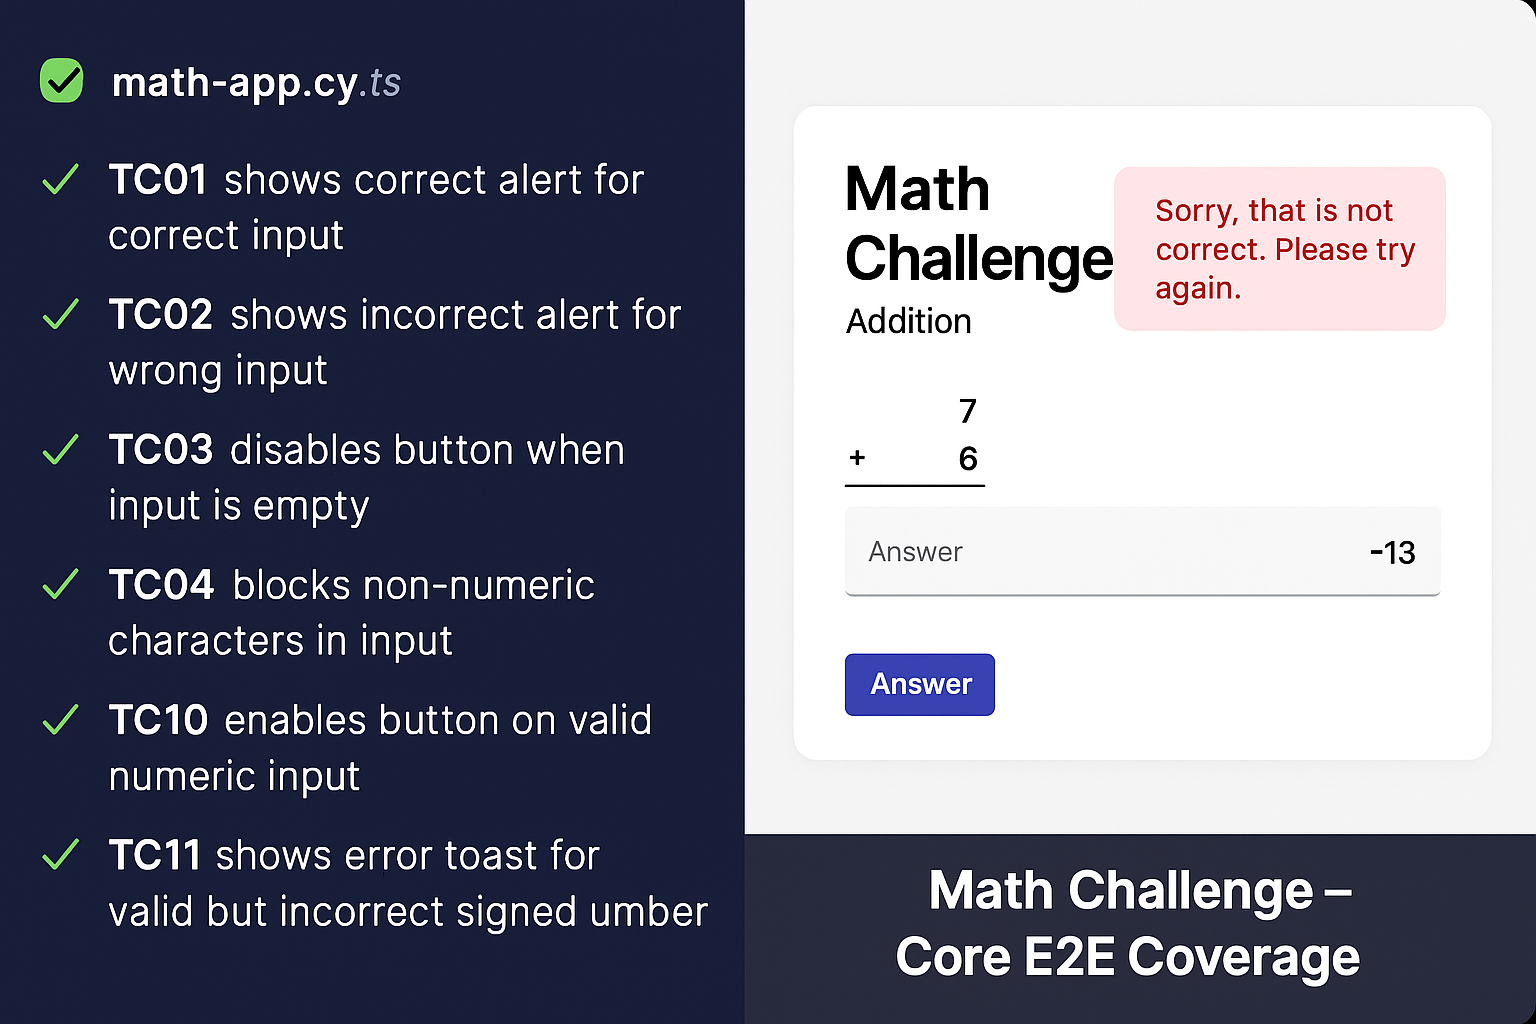 math-app.cy.ts
TC01 shows correct alert for
correct input
TC02 shows incorrect alert for
wrong input
TC03 disables button when
input is empty
TC04 blocks non-numeric
characters in input
TC10 enables button on valid
numeric input
TC11 shows error toast for
valid but incorrect signed umber
Math
Challenge
Addition
Sorry, that is not
correct. Please try
again.
7
+ 6
Answer -13
Answer
Math Challenge –
Core E2E Coverage